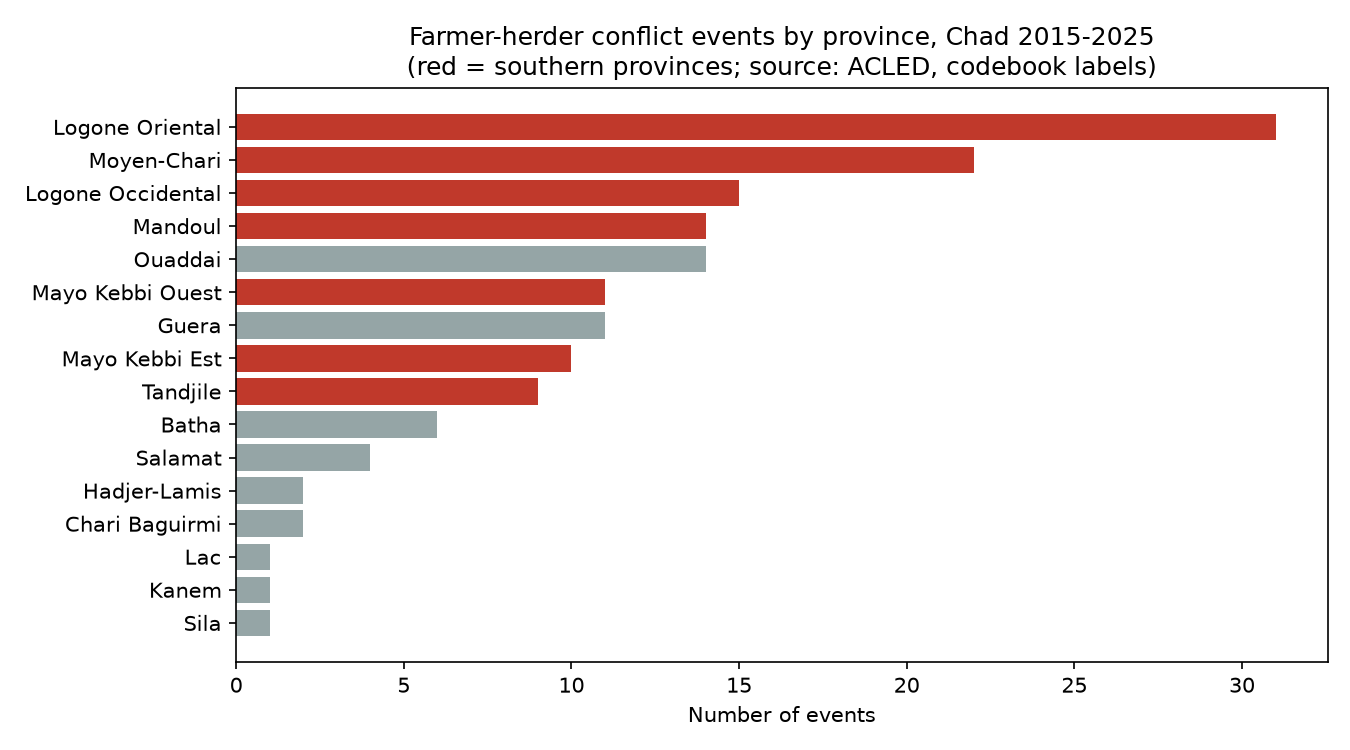 Farmer-herder conflict events by province, Chad 2015-2025
(red = southern provinces; source: ACLED, codebook labels)
Logone Oriental
Moyen-Chari
Logone Occidental
Mandoul
Ouaddai
Mayo Kebbi Ouest
Guera
Mayo Kebbi Est
Tandjile
Batha
Salamat
Hadjer-Lamis
Chari Baguirmi
Lac
Kanem
Sila
0 5 10 15 20 25 30
Number of events